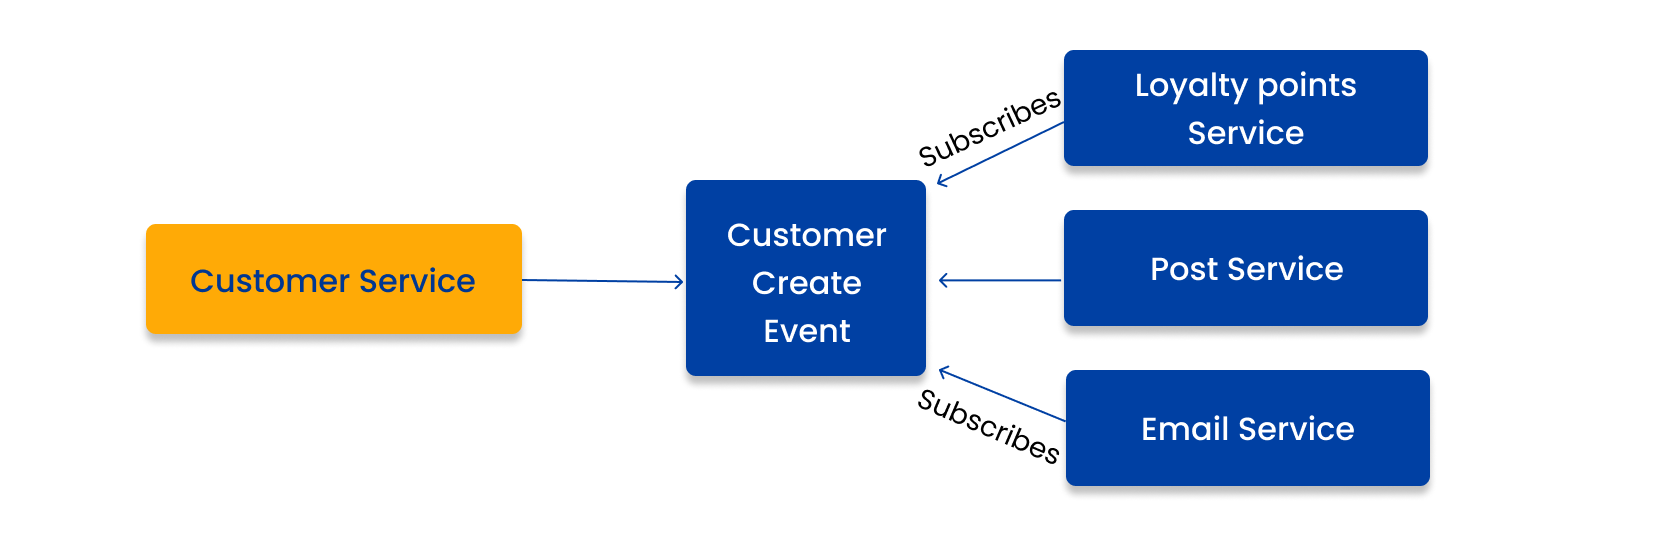 Customer Service
Customer
Create
Event
Subscribes
Subscribes
Loyalty points
Service
Post Service
Email Service